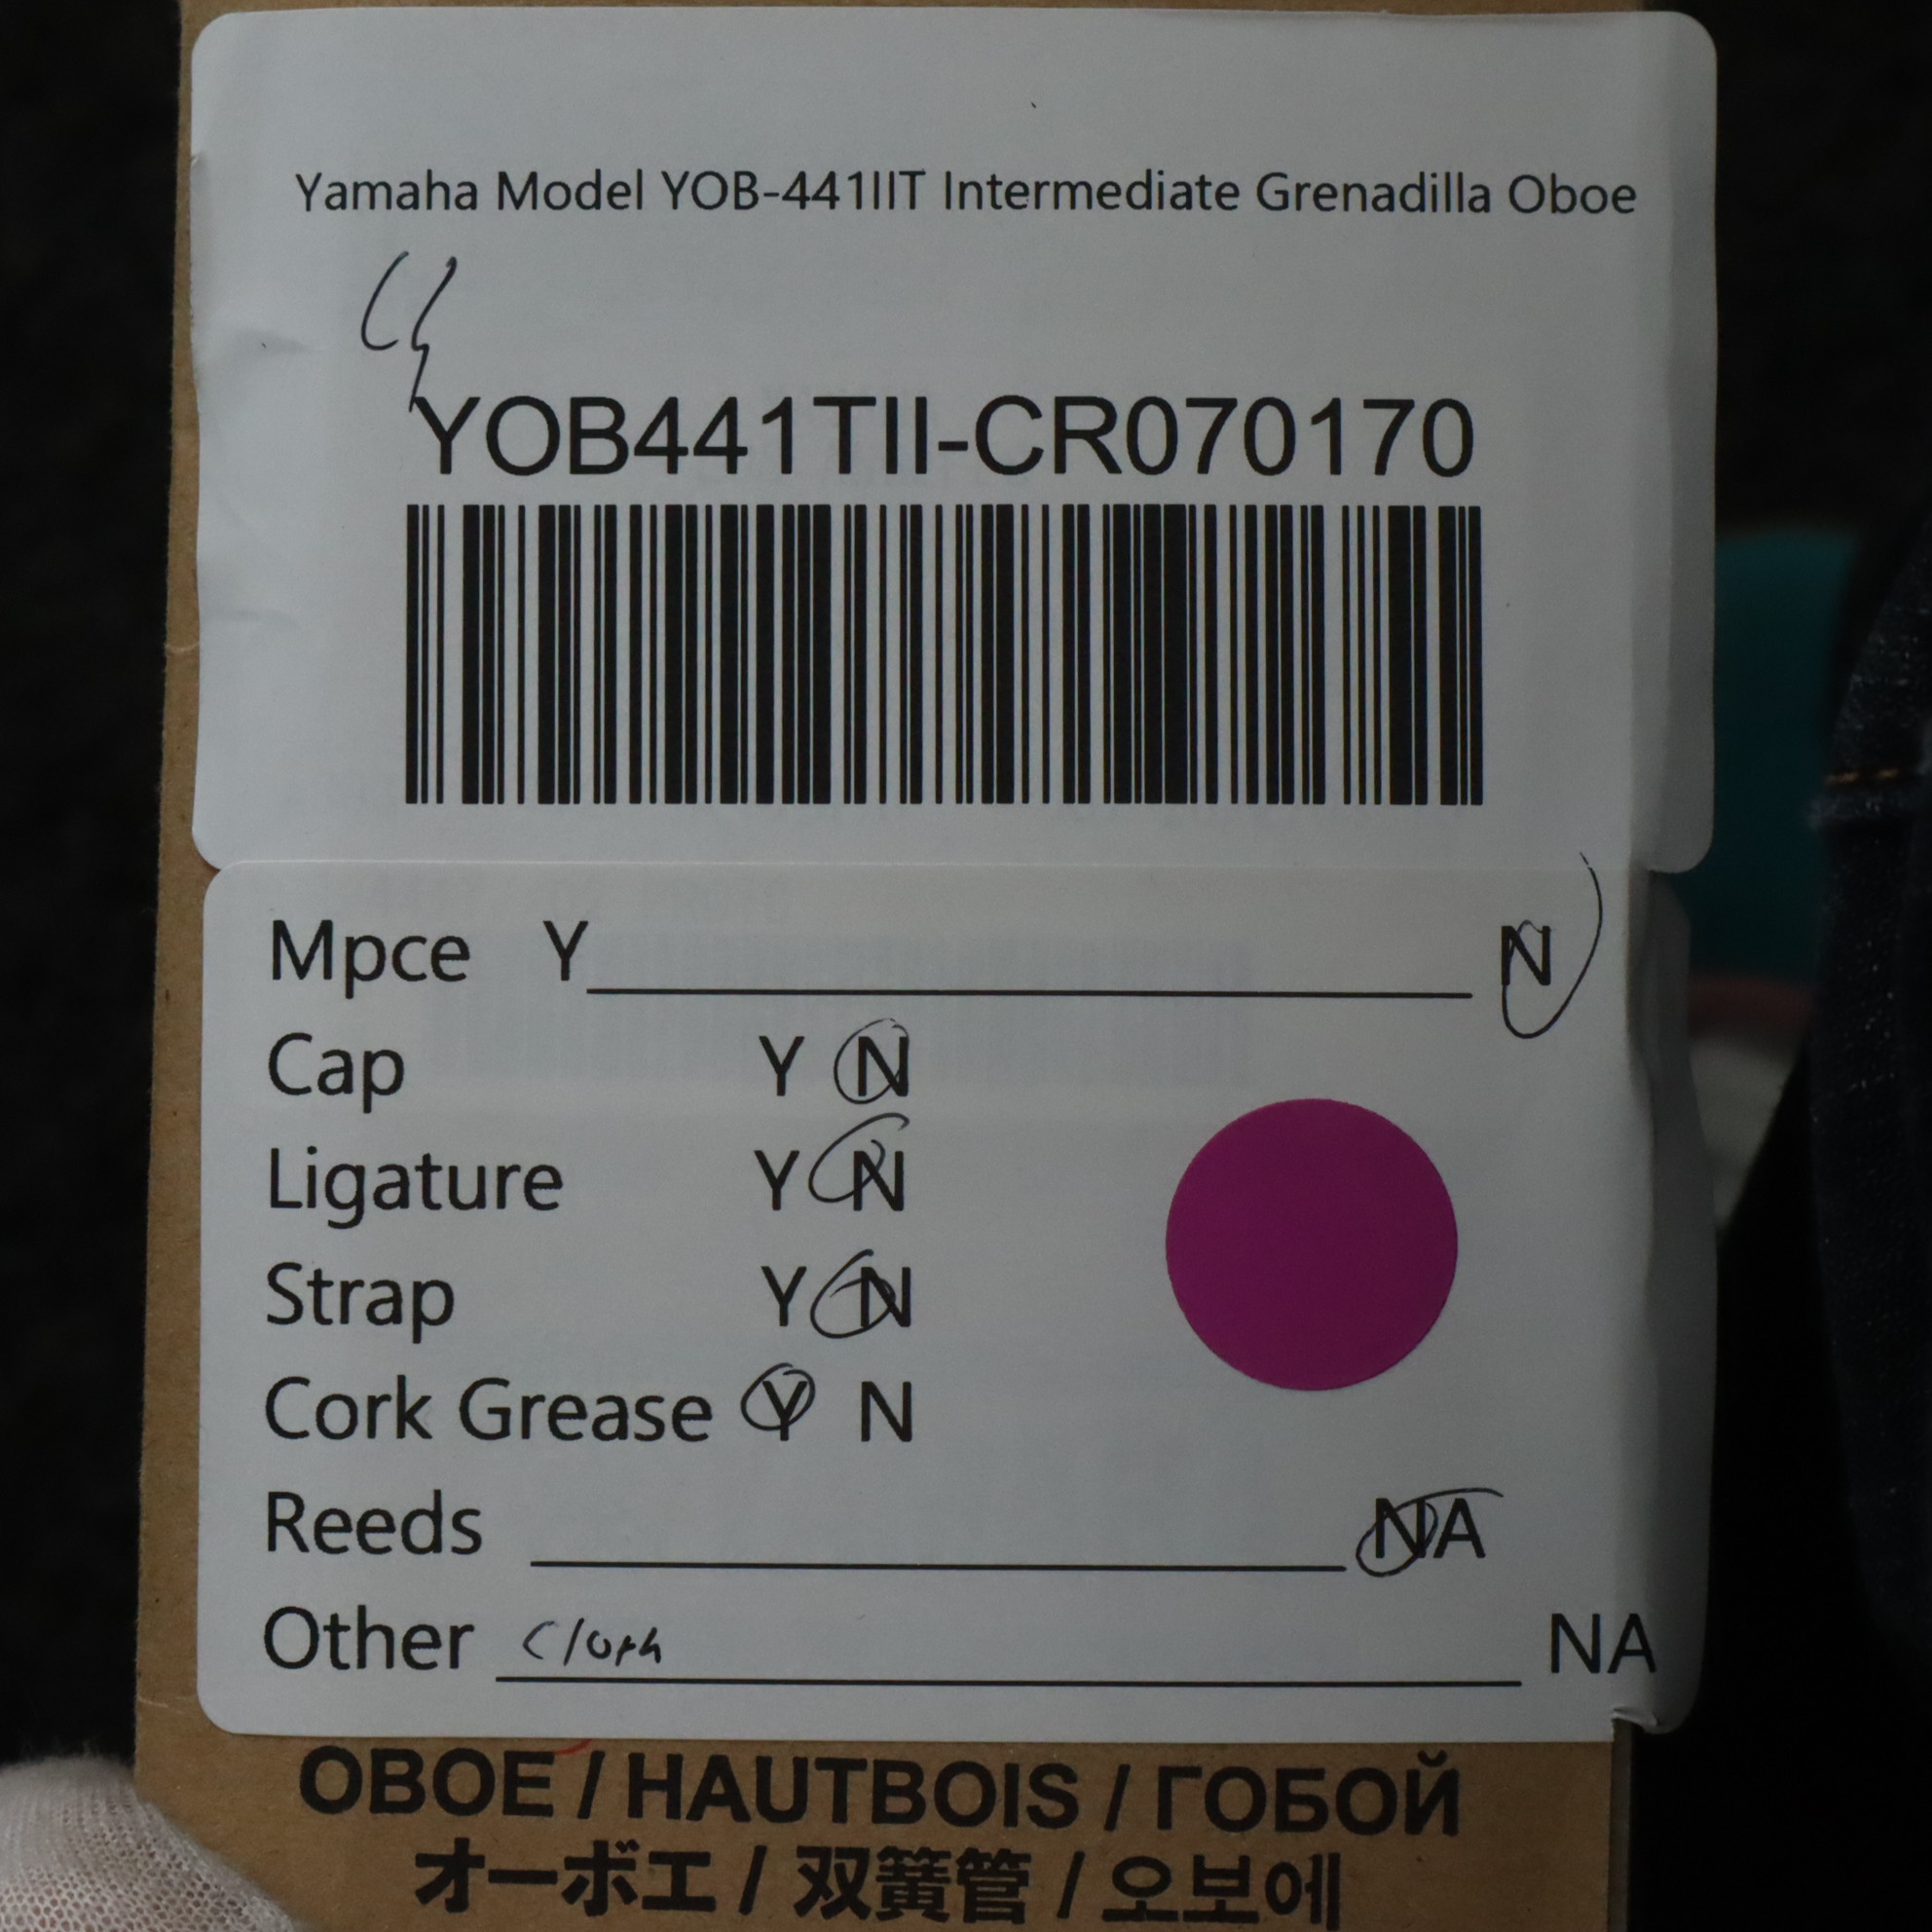 Yamaha Model YOB-441IIT Intermediate Grenadilla Oboe
YOB441TII-CR070170
Mpce Y N
Cap Y N
Ligature Y N
Strap Y N
Cork Grease Y N
Reeds NA
Other Cloth NA
OBOE / HAUTBOIS / ГОБОЙ
オーボエ / 双簧管 / 오보에